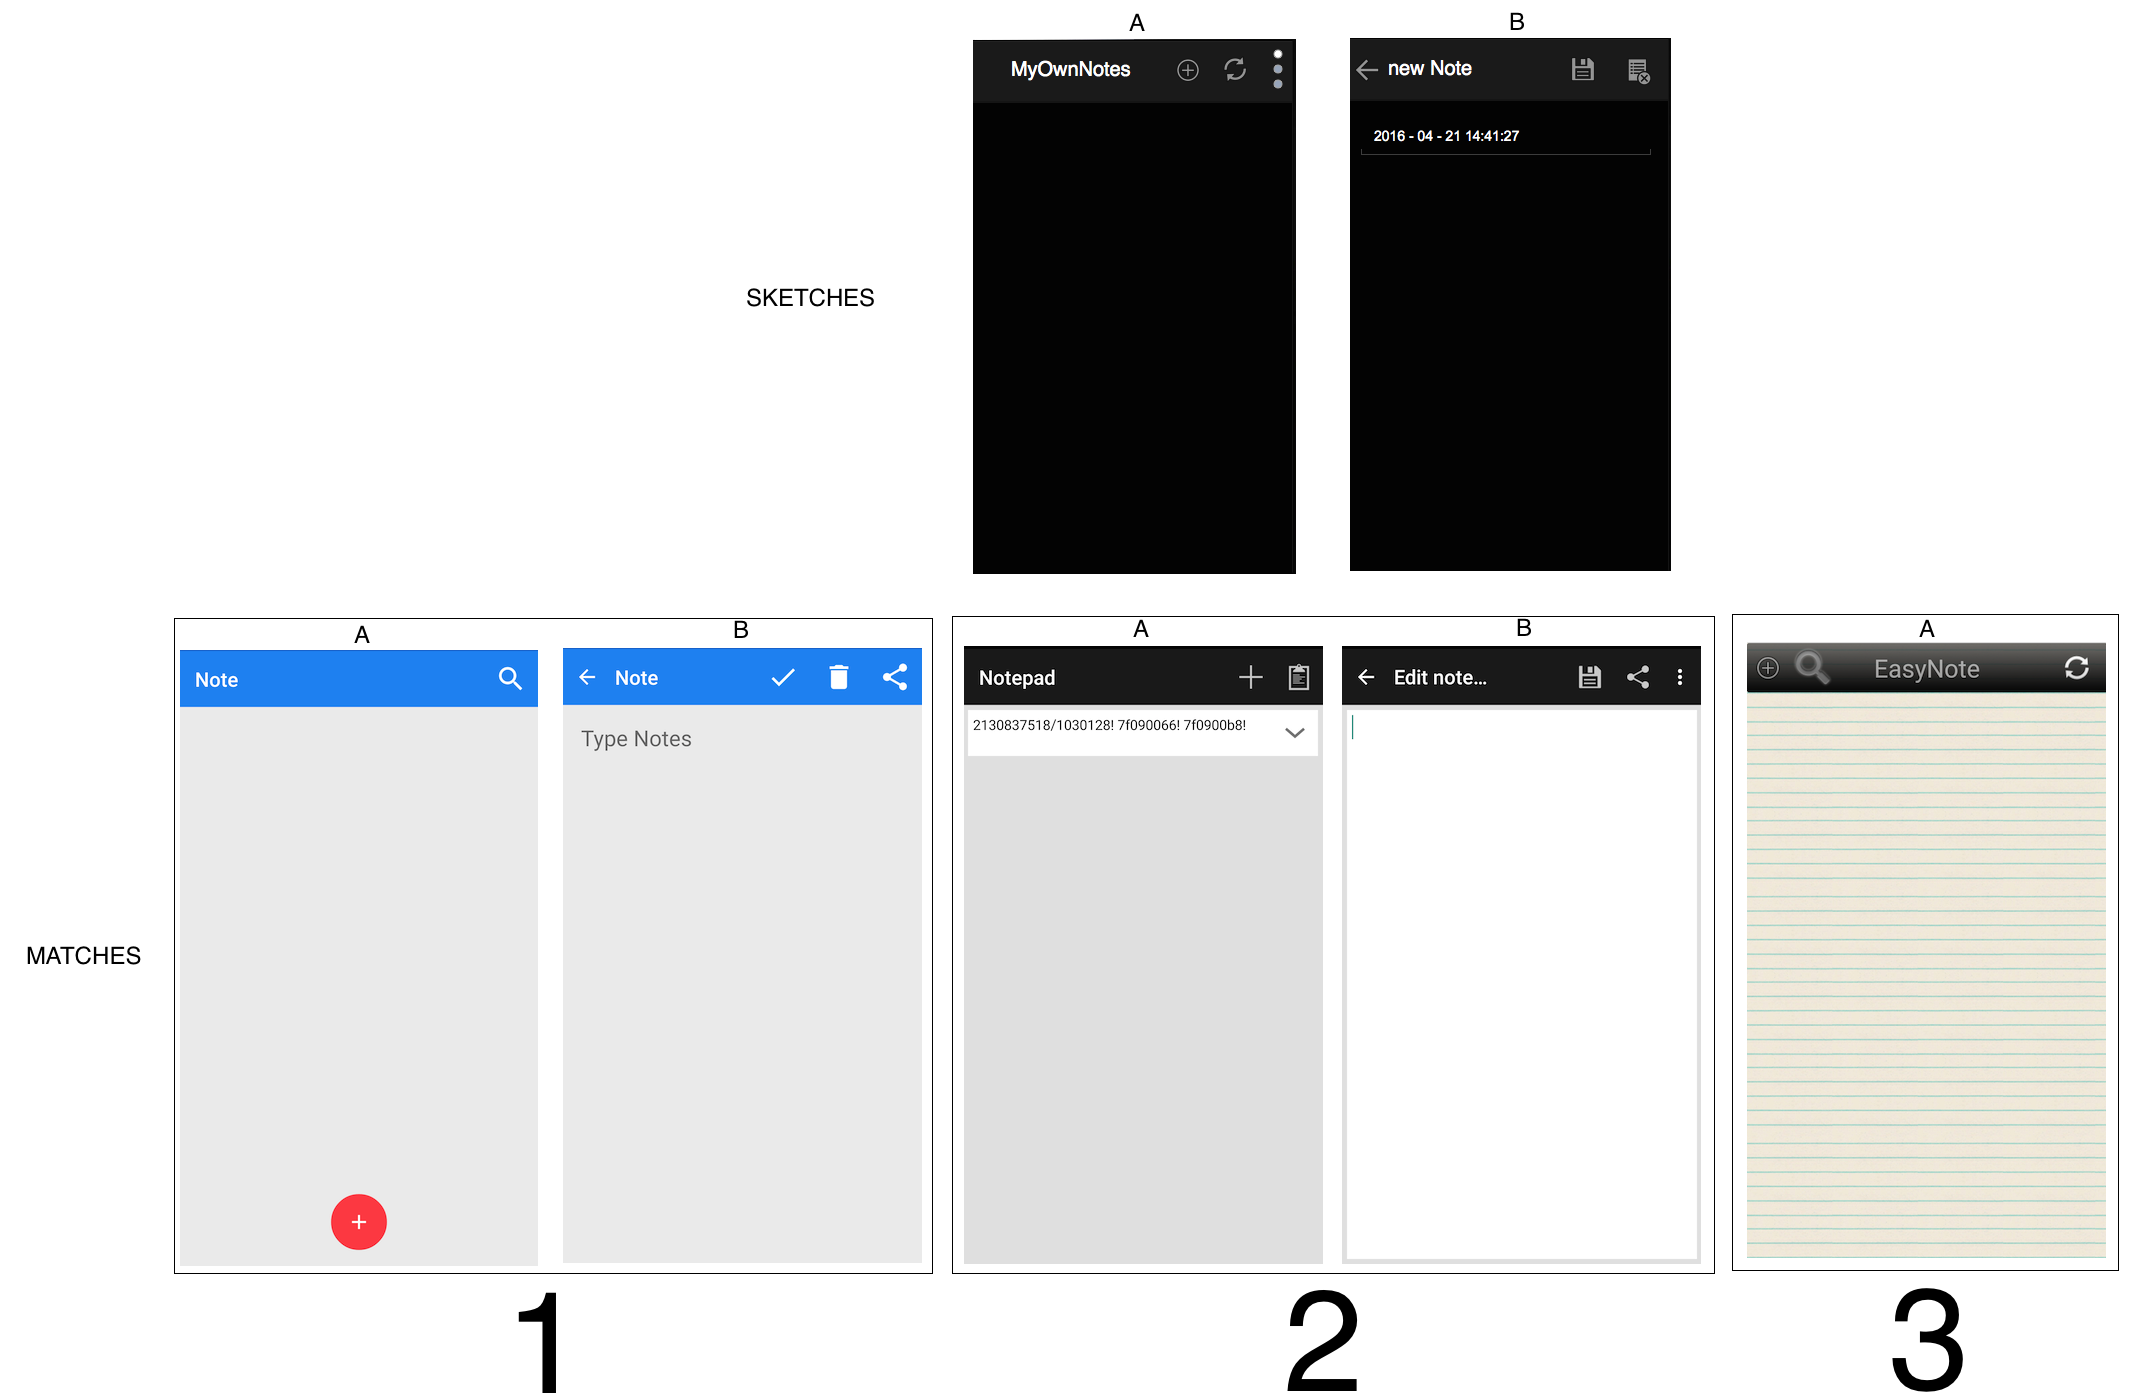 A
B
MyOwnNotes
new Note
2016 - 04 - 21 14:41:27
SKETCHES
A
B
A
B
A
Note
Note
Notepad
Edit note...
EasyNote
Type Notes
2130837518/1030128! 7f090066! 7f0900b8!
MATCHES
1
2
3